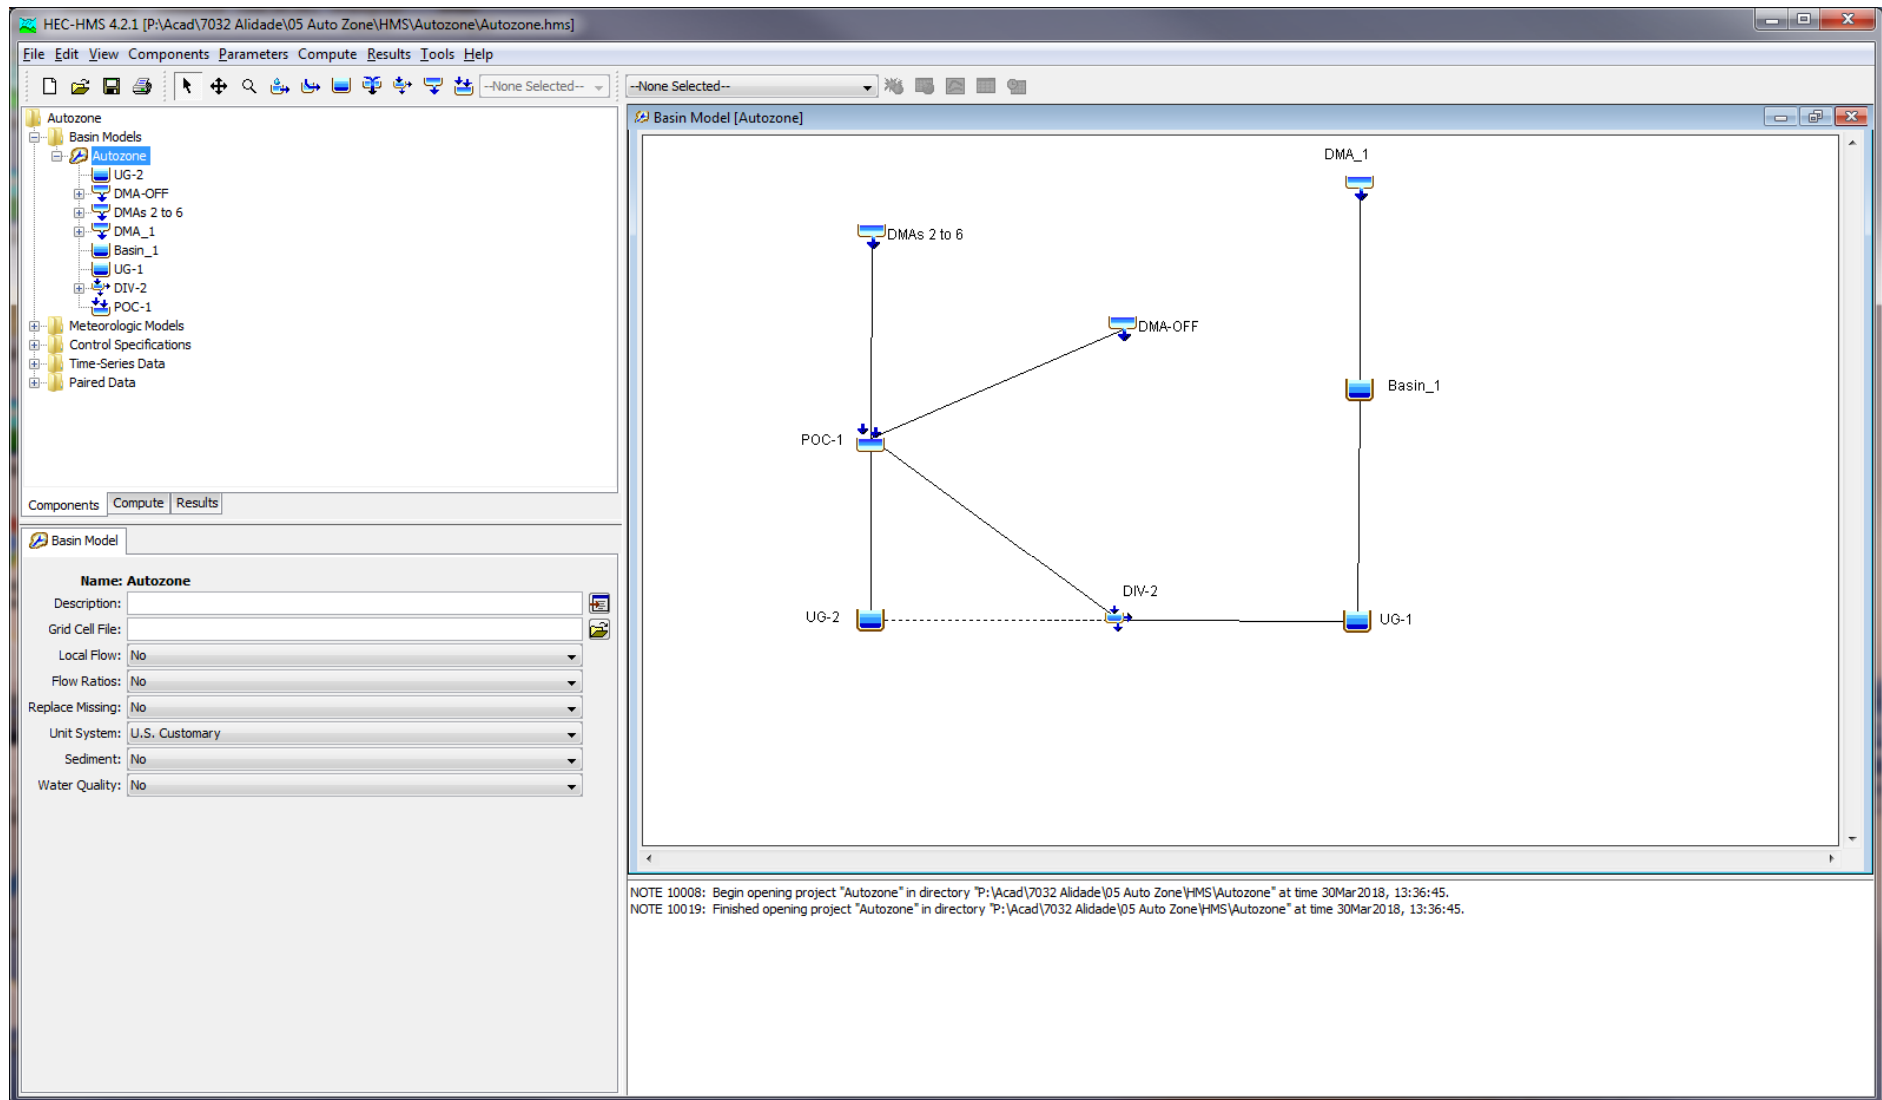 HEC-HMS 4.2.1 [P:\Acad\7032 Alidade\05 Auto Zone\HMS\Autozone\Autozone.hms]
File Edit View Components Parameters Compute Results Tools Help
--None Selected--
--None Selected--
Autozone
Basin Models
Autozone
UG-2
DMA-OFF
DMAs 2 to 6
DMA_1
Basin_1
UG-1
DIV-2
POC-1
Meteorologic Models
Control Specifications
Time-Series Data
Paired Data
Components Compute Results
Basin Model
Name: Autozone
Description:
Grid Cell File:
Local Flow: No
Flow Ratios: No
Replace Missing: No
Unit System: U.S. Customary
Sediment: No
Water Quality: No
Basin Model [Autozone]
DMA_1
DMAs 2 to 6
DMA-OFF
Basin_1
POC-1
DIV-2
UG-2
UG-1
NOTE 10008: Begin opening project "Autozone" in directory "P:\Acad\7032 Alidade\05 Auto Zone\HMS\Autozone" at time 30Mar2018, 13:36:45.
NOTE 10019: Finished opening project "Autozone" in directory "P:\Acad\7032 Alidade\05 Auto Zone\HMS\Autozone" at time 30Mar2018, 13:36:45.